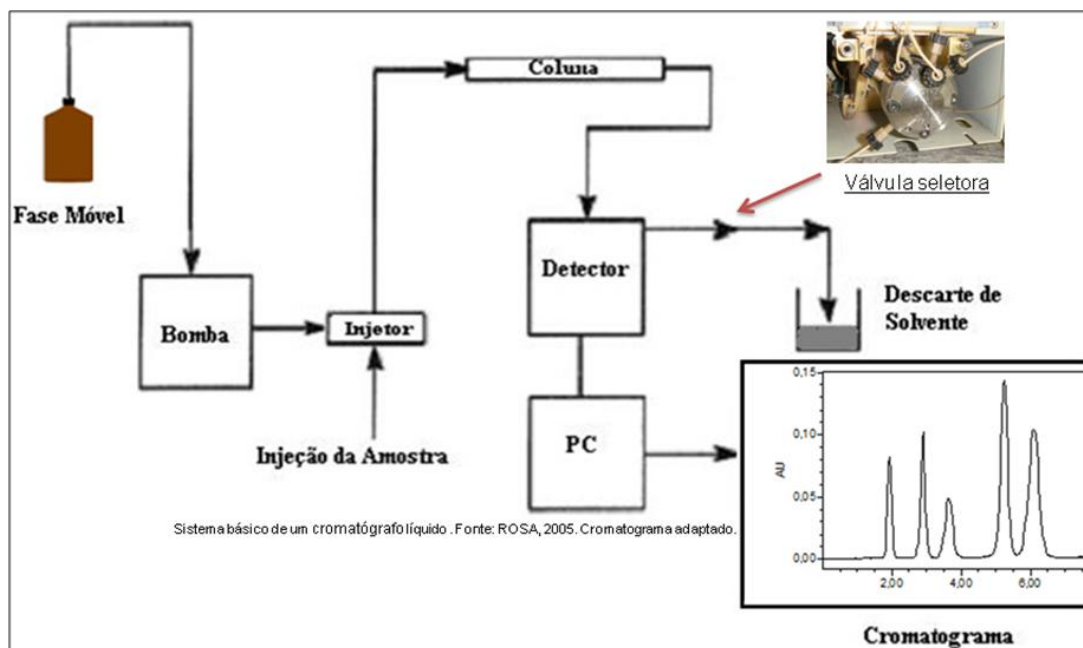 Coluna
Válvula seletora
Fase Móvel
Detector
Descarte de
Solvente
Bomba
Injetor
Injeção da Amostra
PC
Sistema básico de um cromatógrafo líquido . Fonte: ROSA, 2005. Cromatograma adaptado.
0,15
0,10
AU
0,05
0,00
2,00 4,00 6,00
Cromatograma